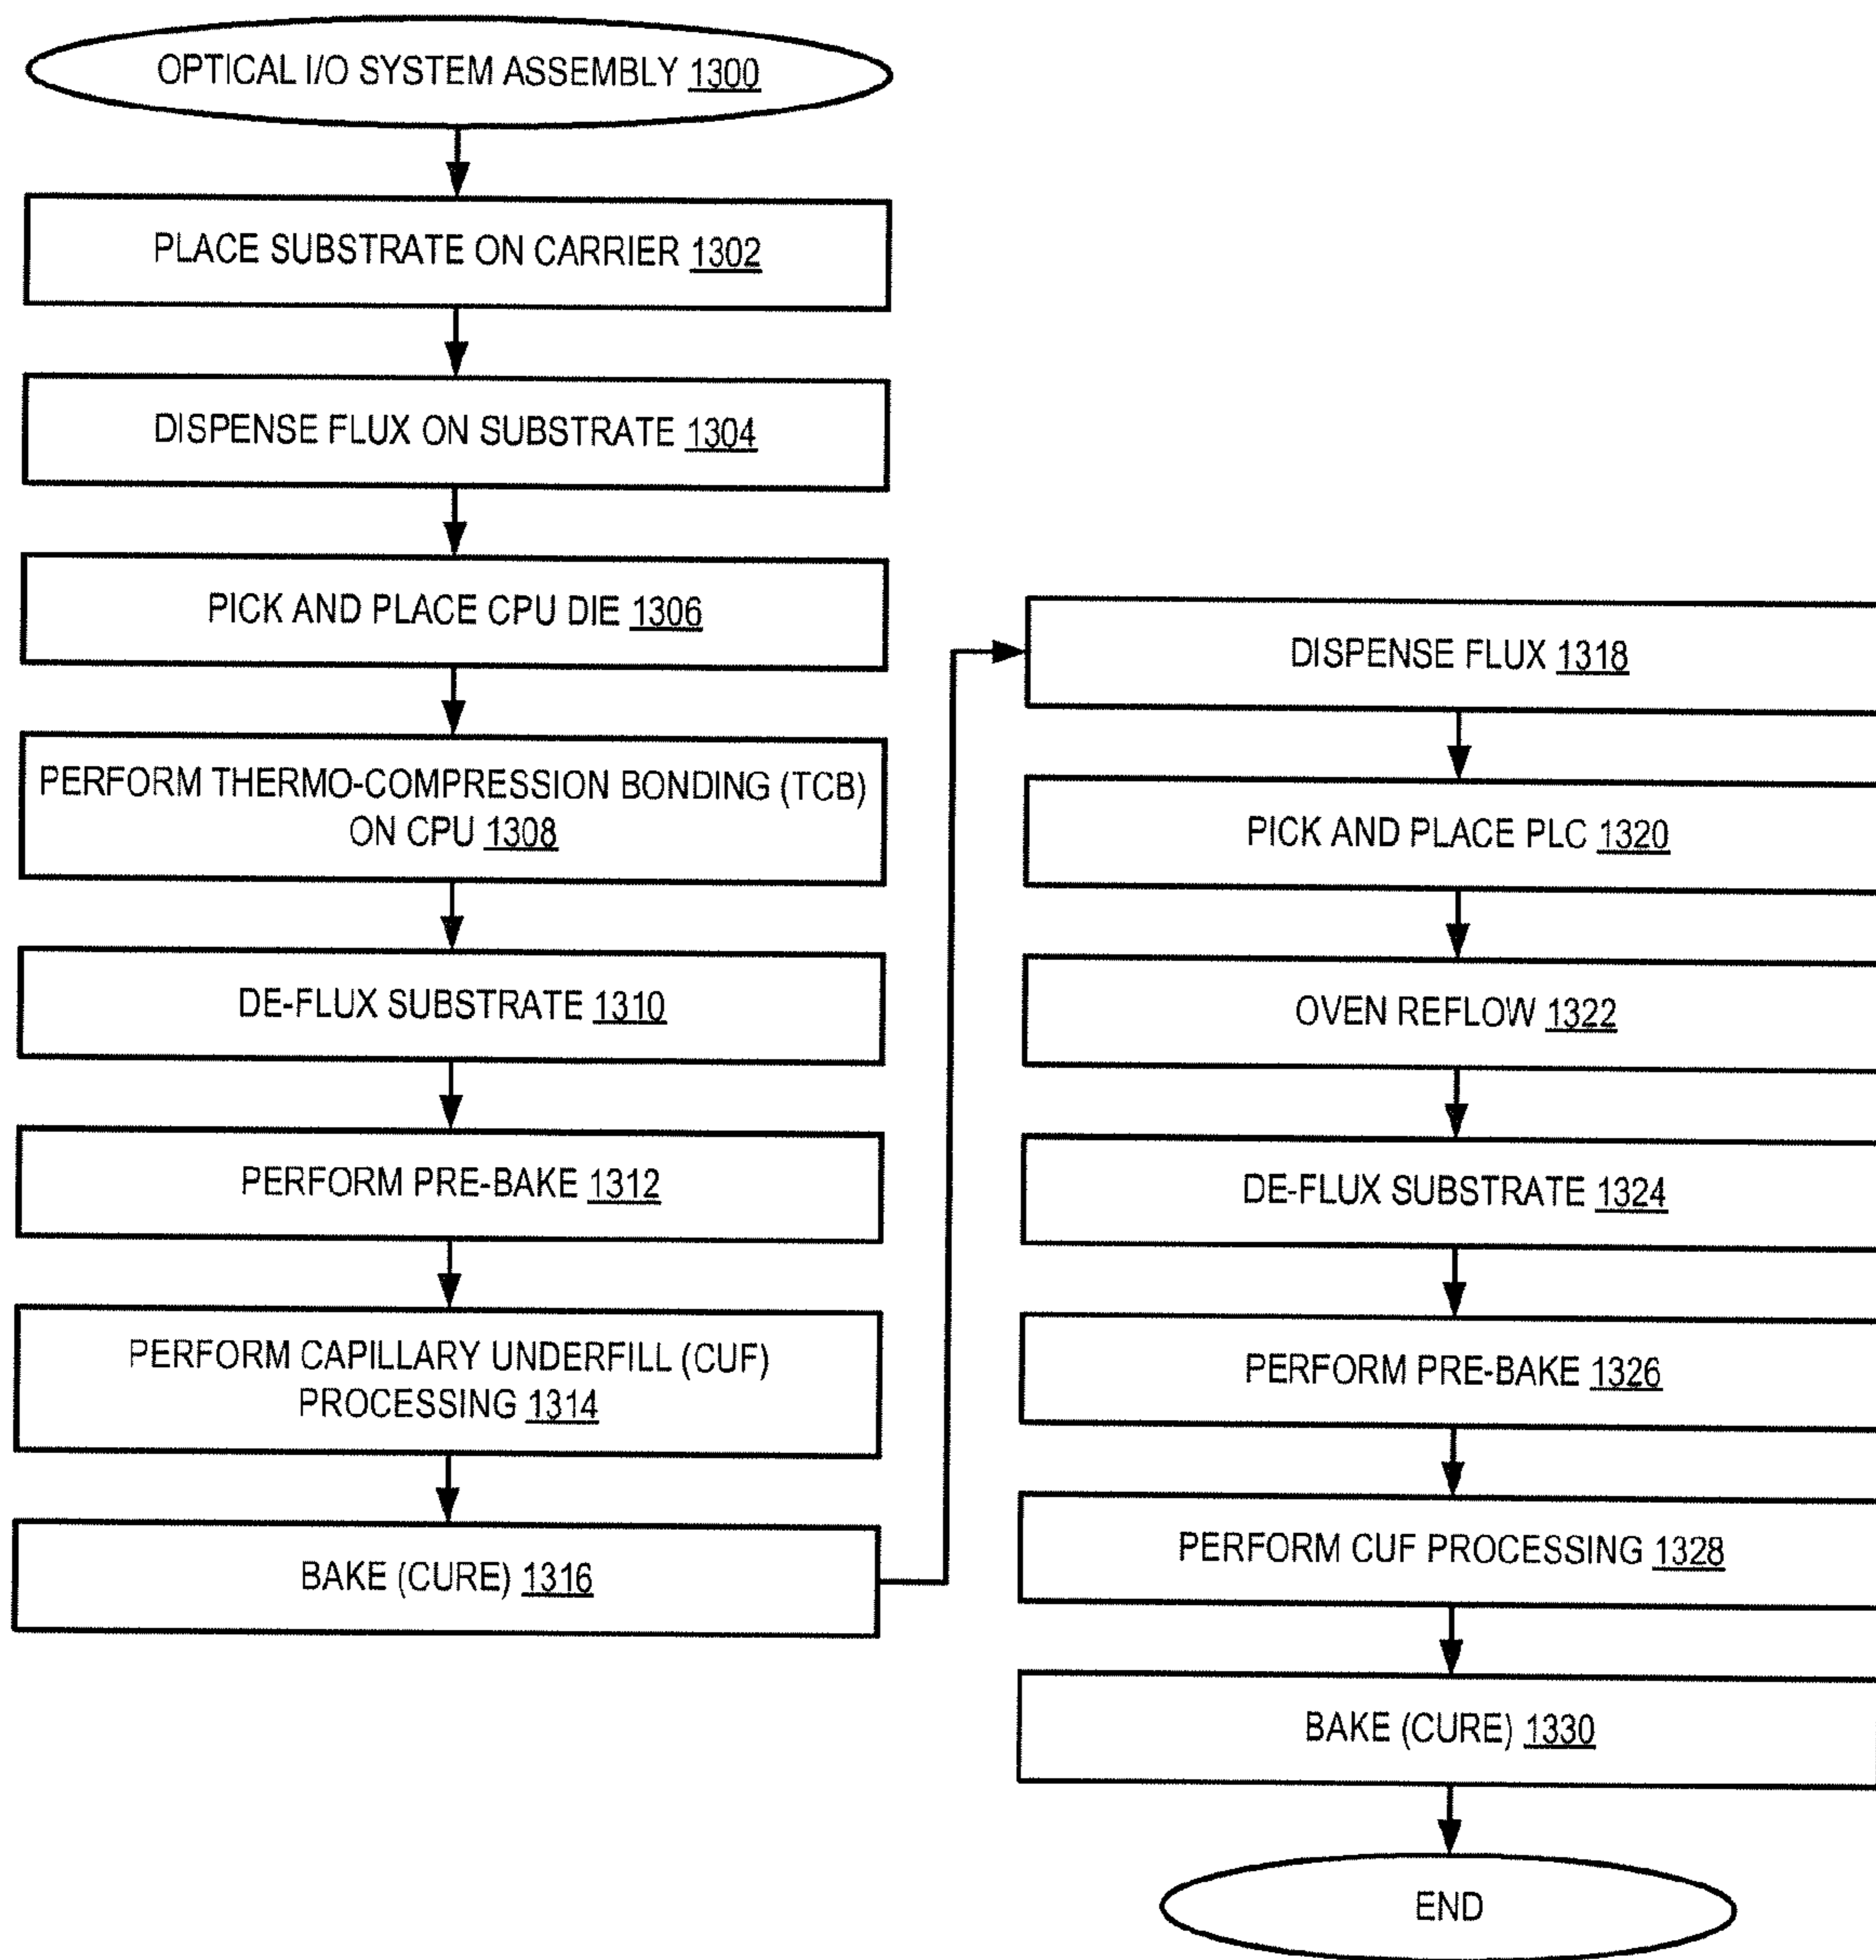 OPTICAL I/O SYSTEM ASSEMBLY 1300
PLACE SUBSTRATE ON CARRIER 1302
DISPENSE FLUX ON SUBSTRATE 1304
PICK AND PLACE CPU DIE 1306
PERFORM THERMO-COMPRESSION BONDING (TCB)
ON CPU 1308
DE-FLUX SUBSTRATE 1310
PERFORM PRE-BAKE 1312
PERFORM CAPILLARY UNDERFILL (CUF)
PROCESSING 1314
BAKE (CURE) 1316
DISPENSE FLUX 1318
PICK AND PLACE PLC 1320
OVEN REFLOW 1322
DE-FLUX SUBSTRATE 1324
PERFORM PRE-BAKE 1326
PERFORM CUF PROCESSING 1328
BAKE (CURE) 1330
END